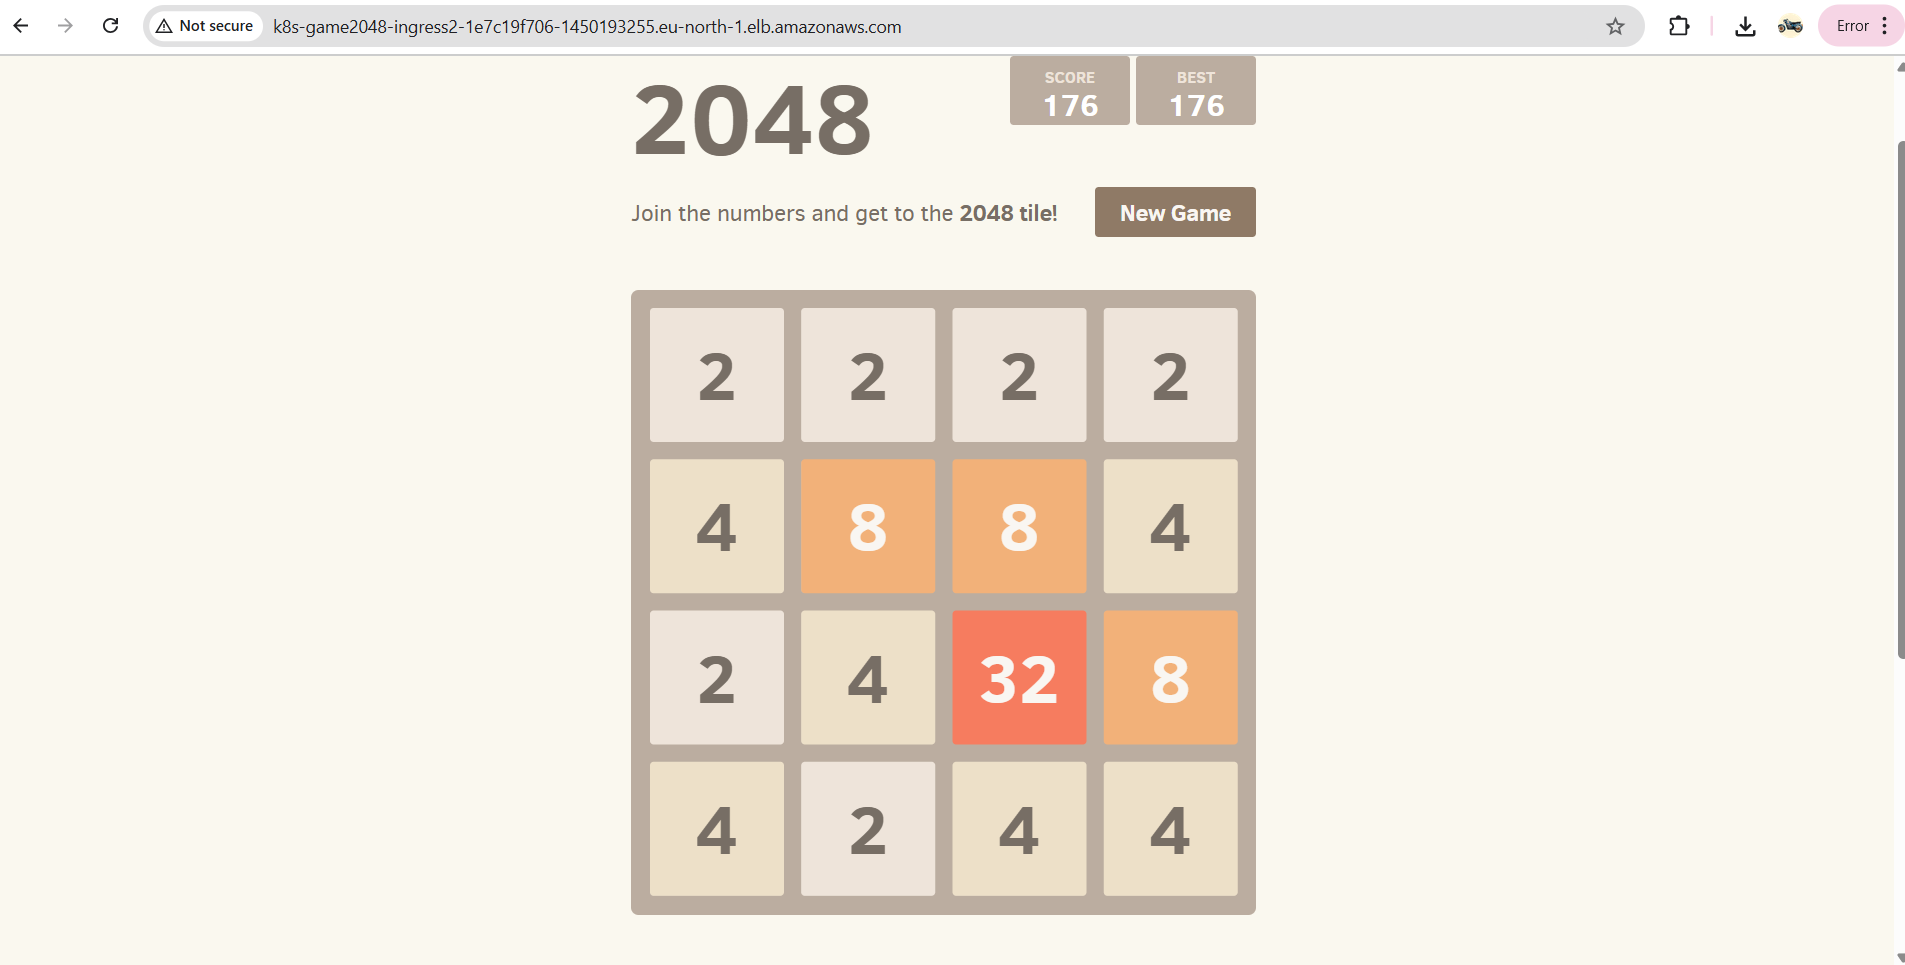 Not secure k8s-game2048-ingress2-1e7c19f706-1450193255.eu-north-1.elb.amazonaws.com Error
2048
SCORE BEST
176 176
Join the numbers and get to the 2048 tile! New Game
2 2 2 2
4 8 8 4
2 4 32 8
4 2 4 4